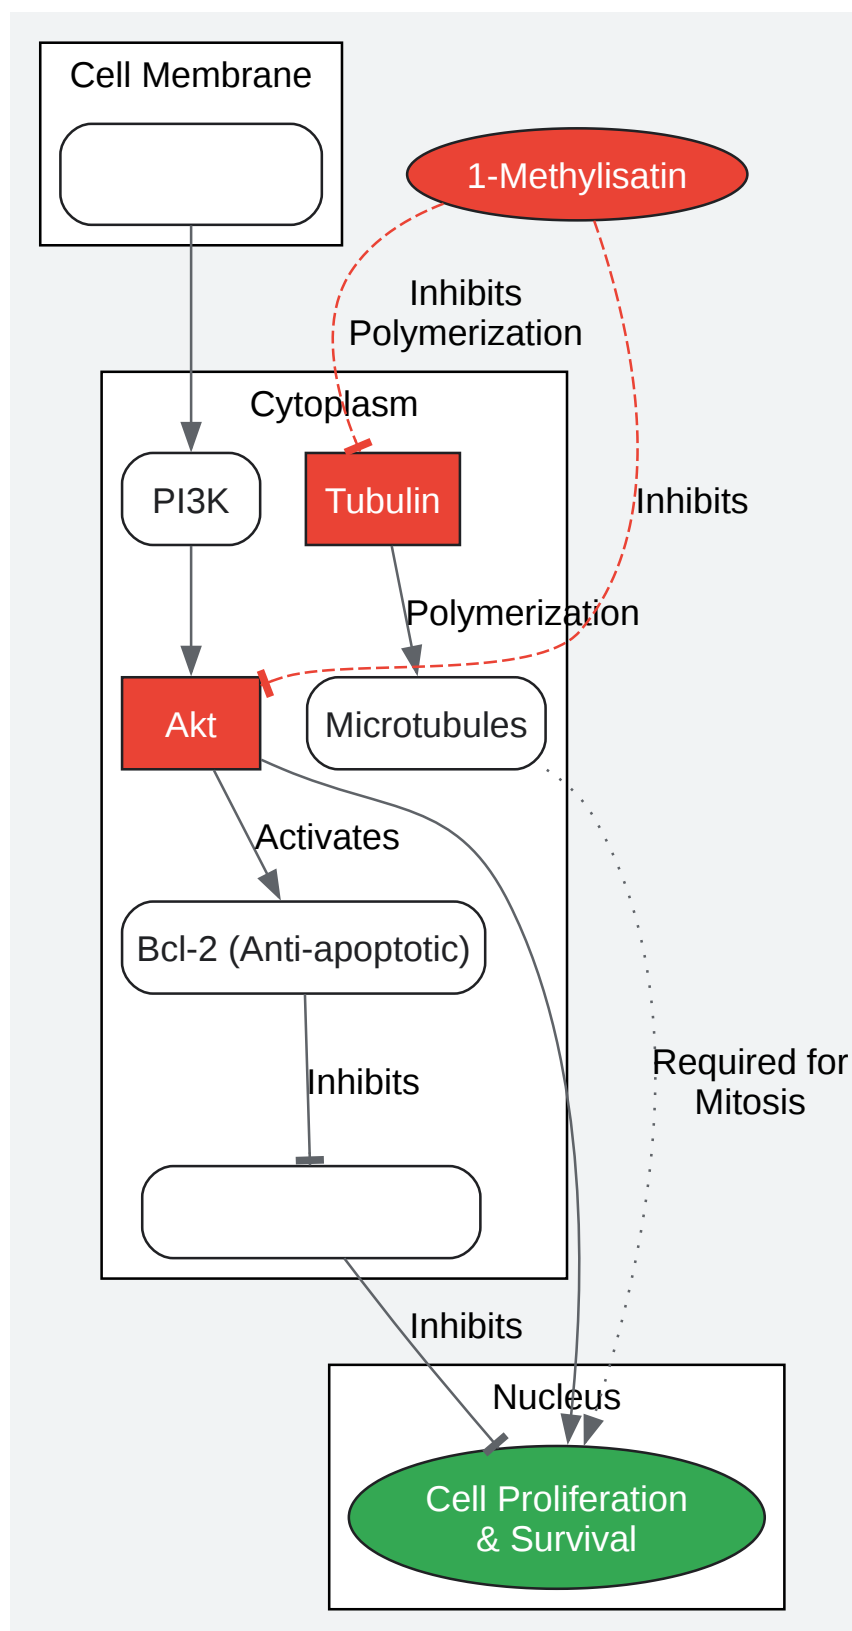 Cell Membrane
1-Methylisatin
Inhibits
Polymerization
Cytoplasm
PI3K
Tubulin
Inhibits
Polymerization
Akt
Microtubules
Activates
Bcl-2 (Anti-apoptotic)
Inhibits
Required for
Mitosis
Inhibits
Nucleus
Cell Proliferation
& Survival